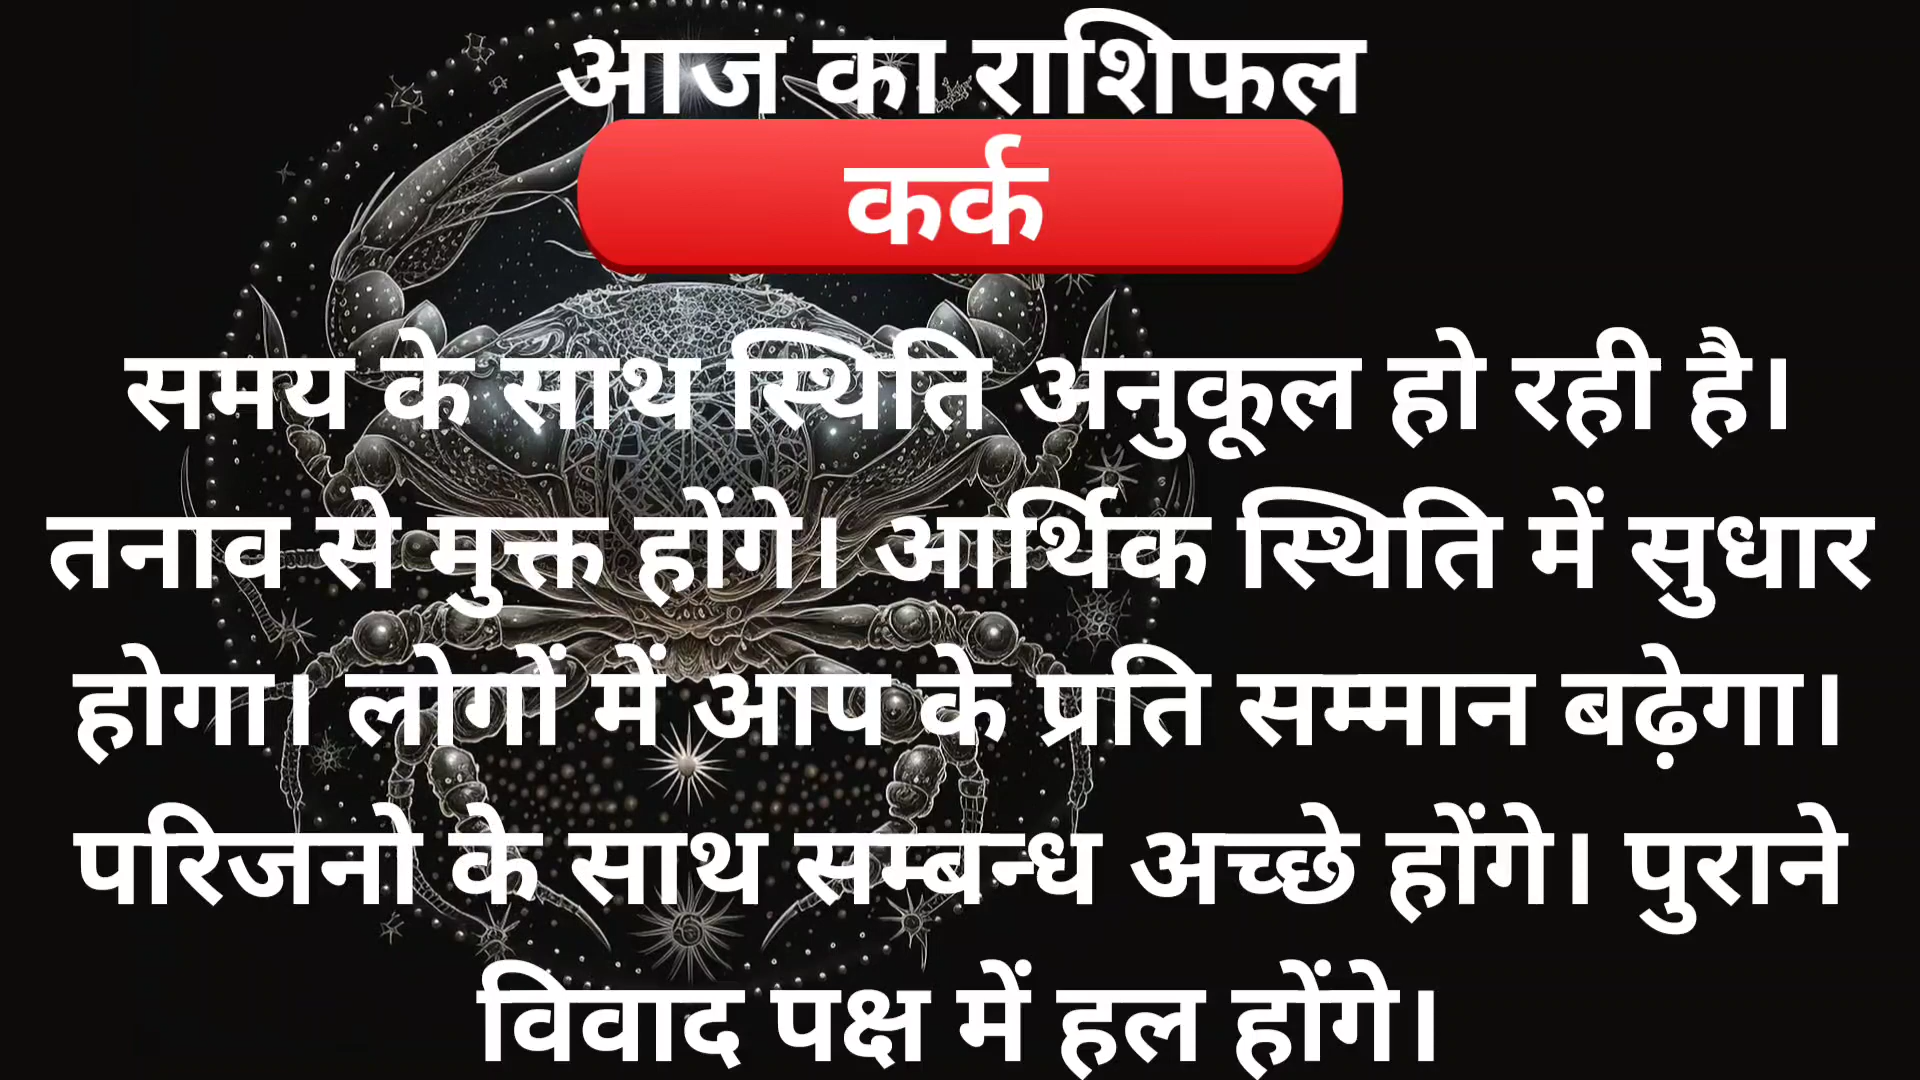 आज का राशिफल
कर्क
समय के साथ स्थिति अनुकूल हो रही है।
तनाव से मुक्त होंगे। आर्थिक स्थिति में सुधार
होगा। लोगों में आप के प्रति सम्मान बढ़ेगा।
परिजनो के साथ सम्बन्ध अच्छे होंगे। पुराने
विवाद पक्ष में हल होंगे।